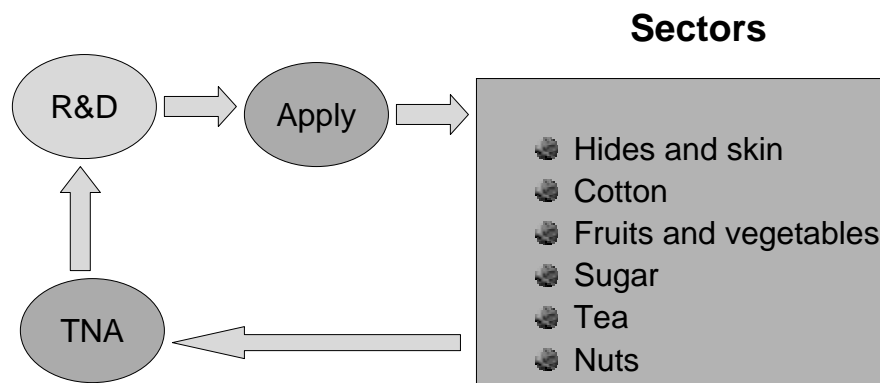 Sectors
R&D
Apply
Hides and skin
Cotton
Fruits and vegetables
Sugar
Tea
Nuts
TNA